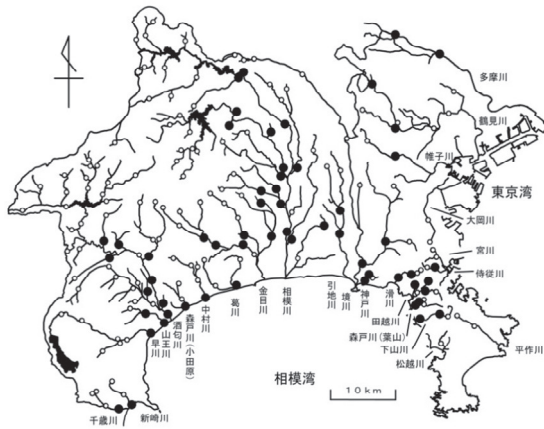 多摩川
鶴見川
帷子川
東京湾
大岡川
宮川
侍従川
平作川
滑川
田越川
森戸川(葉山)
下山川
松越川
神戸川
境川
引地川
相模川
金目川
葛川
中村川
森戸川(小田原)
酒匂川
山王川
早川
新崎川
千歳川
相模湾
10km